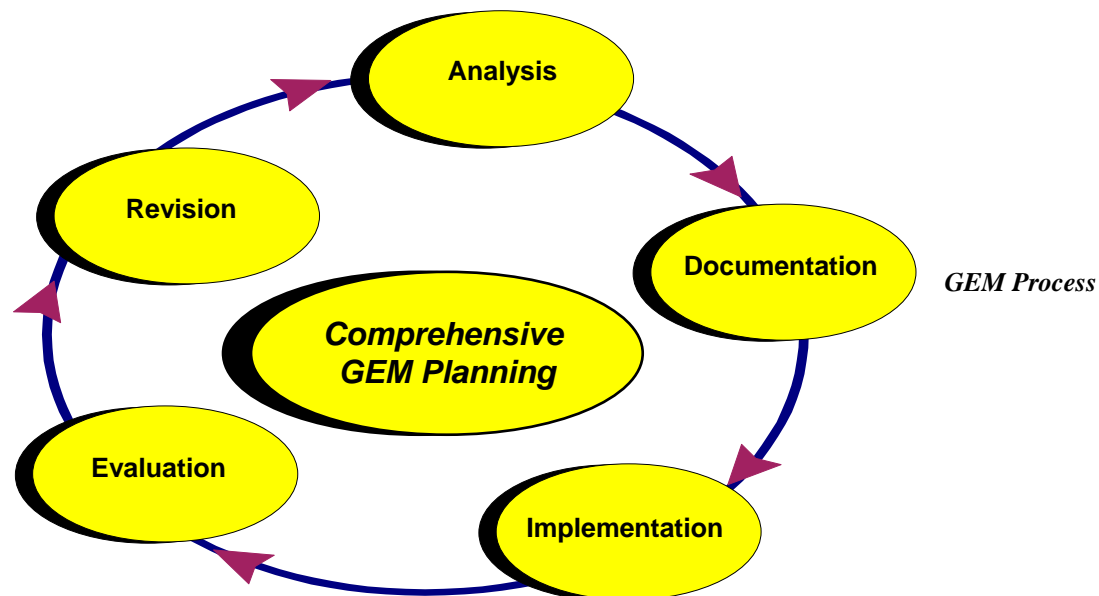 Analysis
Revision
Documentation
GEM Process
Comprehensive
GEM Planning
Evaluation
Implementation